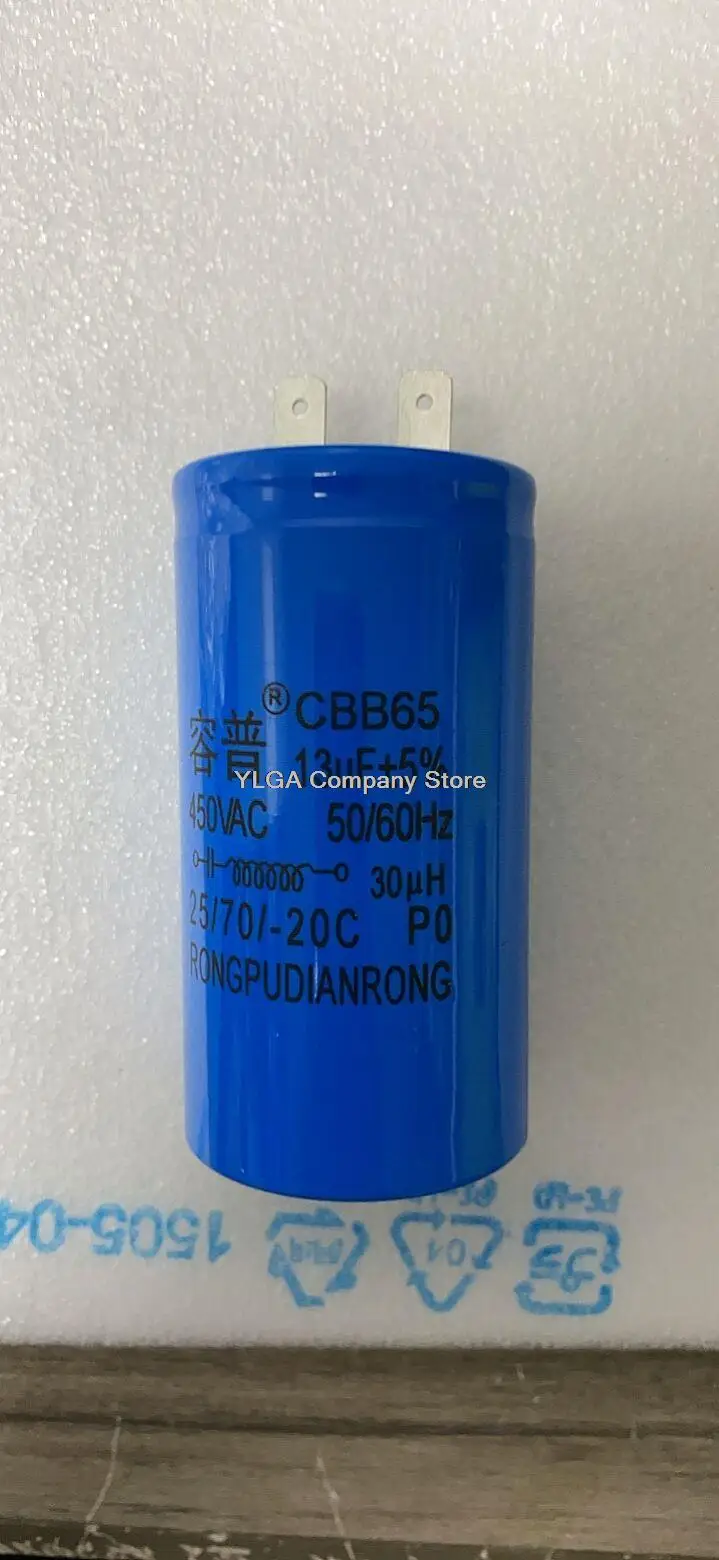 容普® CBB65
13μF±5%
YLGA Company Store
450VAC 50/60Hz
30μH
25/70/-20C P0
RONGPUDIANRONG
1505-04
04